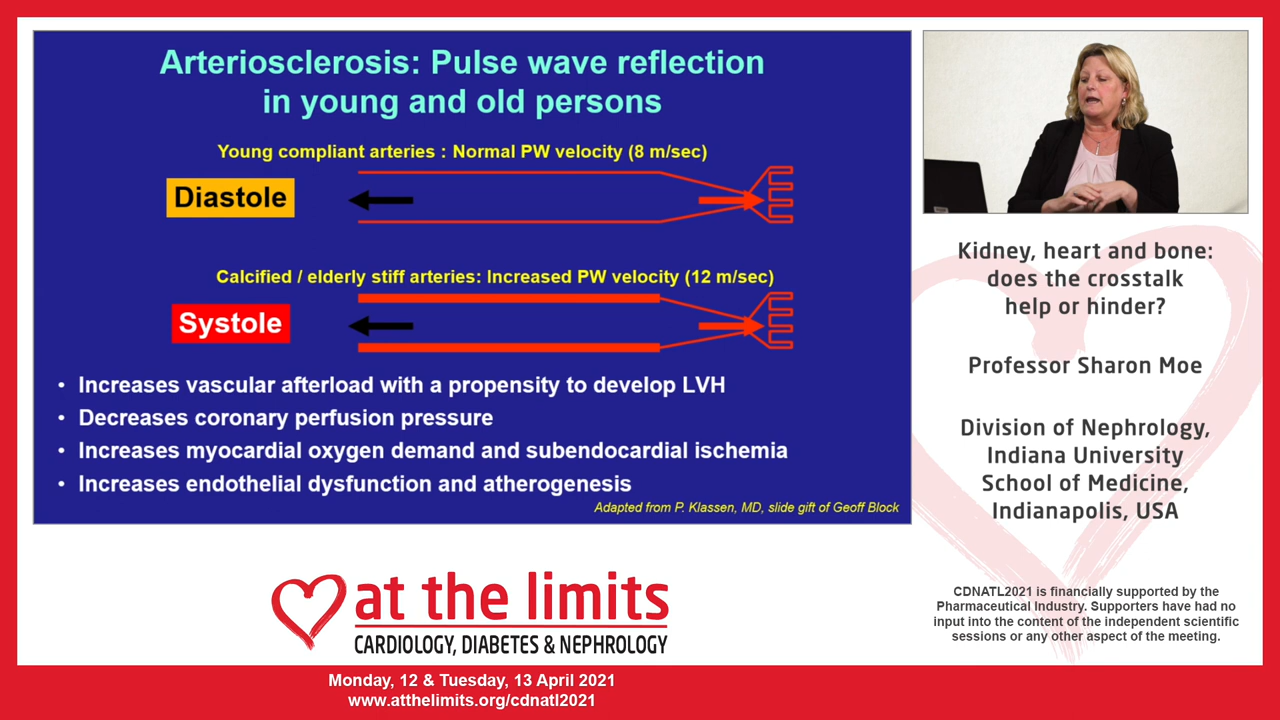 Arteriosclerosis: Pulse wave reflection
in young and old persons
Young compliant arteries : Normal PW velocity (8 m/sec)
Diastole
Calcified / elderly stiff arteries: Increased PW velocity (12 m/sec)
Systole
• Increases vascular afterload with a propensity to develop LVH
• Decreases coronary perfusion pressure
• Increases myocardial oxygen demand and subendocardial ischemia
• Increases endothelial dysfunction and atherogenesis
Adapted from P. Klassen, MD, slide gift of Geoff Block
Kidney, heart and bone:
does the crosstalk
help or hinder?
Professor Sharon Moe
Division of Nephrology,
Indiana University
School of Medicine,
Indianapolis, USA
CDNATL2021 is financially supported by the
Pharmaceutical Industry. Supporters have had no
input into the content of the independent scientific
sessions or any other aspect of the meeting.
at the limits
CARDIOLOGY, DIABETES & NEPHROLOGY
Monday, 12 & Tuesday, 13 April 2021
www.atthelimits.org/cdnatl2021